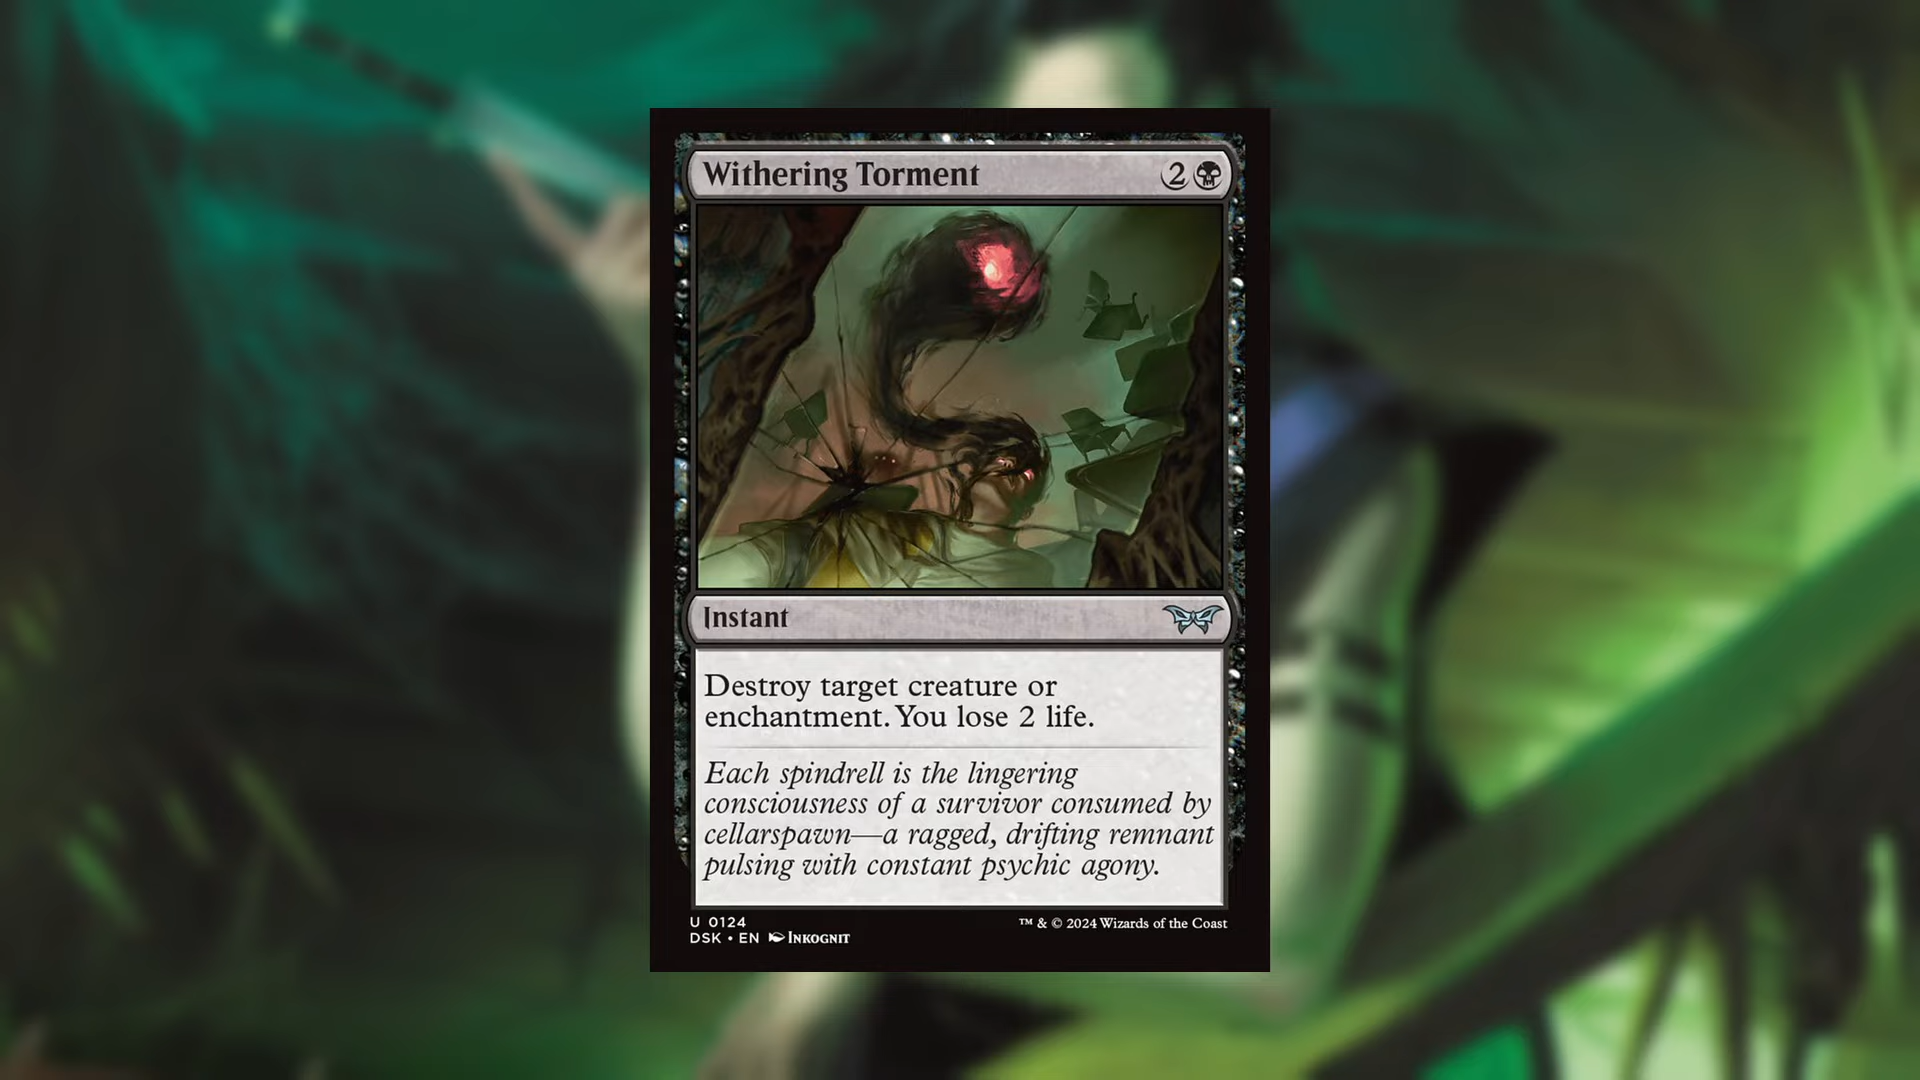 Withering Torment 2
Instant
Destroy target creature or
enchantment. You lose 2 life.
Each spindrell is the lingering
consciousness of a survivor consumed by
cellarspawn—a ragged, drifting remnant
pulsing with constant psychic agony.
U 0124
DSK • EN INKOGNIT
™ & © 2024 Wizards of the Coast